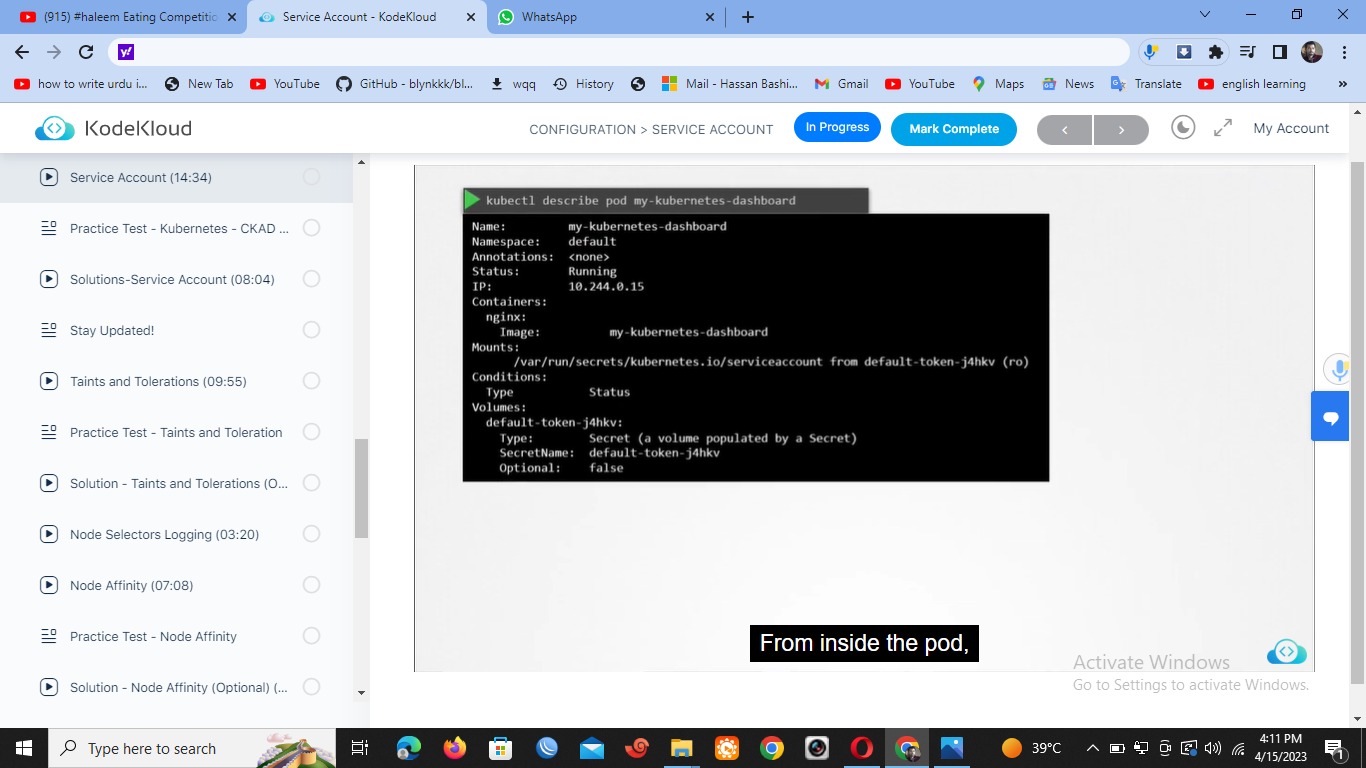 (915) #haleem Eating Competitio
Service Account - KodeKloud
WhatsApp
how to write urdu i...
New Tab
YouTube
GitHub - blynkkk/bl...
wqq
History
Mail - Hassan Bashi...
Gmail
YouTube
Maps
News
Translate
english learning
»
KodeKloud
CONFIGURATION > SERVICE ACCOUNT
In Progress
Mark Complete
My Account
Service Account (14:34)
Practice Test - Kubernetes - CKAD ...
Solutions-Service Account (08:04)
Stay Updated!
Taints and Tolerations (09:55)
Practice Test - Taints and Toleration
Solution - Taints and Tolerations (O...
Node Selectors Logging (03:20)
Node Affinity (07:08)
Practice Test - Node Affinity
Solution - Node Affinity (Optional) (...
kubectl describe pod my-kubernetes-dashboard
Name: my-kubernetes-dashboard
Namespace: default
Annotations: <none>
Status: Running
IP: 10.244.0.15
Containers:
nginx:
Image: my-kubernetes-dashboard
Mounts:
/var/run/secrets/kubernetes.io/serviceaccount from default-token-j4hkv (ro)
Conditions:
Type Status
Volumes:
default-token-j4hkv:
Type: Secret (a volume populated by a Secret)
SecretName: default-token-j4hkv
Optional: false
From inside the pod,
Activate Windows
Go to Settings to activate Windows.
Type here to search
39°C
4:11 PM
4/15/2023
1